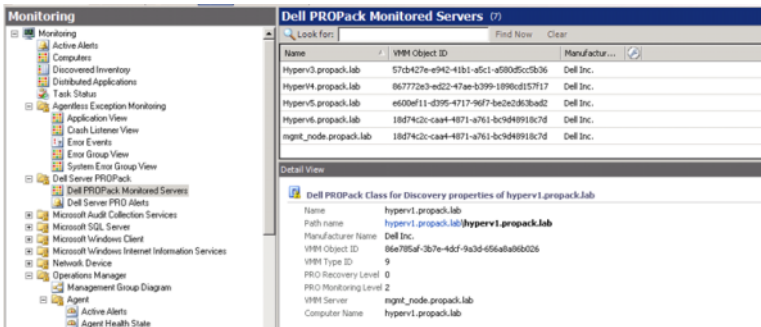 Monitoring
Monitoring
Active Alerts
Computers
Discovered Inventory
Distributed Applications
Task Status
Agentless Exception Monitoring
Application View
Crash Listener View
Error Events
Error Group View
System Error Group View
Dell Server PROPack
Dell PROPack Monitored Servers
Dell Server PRO Alerts
Microsoft Audit Collection Services
Microsoft SQL Server
Microsoft Windows Client
Microsoft Windows Internet Information Services
Network Device
Operations Manager
Management Group Diagram
Agent
Active Alerts
Agent Health State
Dell PROPack Monitored Servers (7)
Look for: Find Now Clear
Name VMM Object ID Manufactur...
Hyperv3.propack.lab 57cb427e-e942-41b1-a5c1-a580d5cc5b36 Dell Inc.
HyperV4.propack.lab 867772e3-ed22-47ae-b399-1898cd157f17 Dell Inc.
Hyperv5.propack.lab e600ef11-d395-4717-96f7-be2e2d63bad2 Dell Inc.
Hyperv6.propack.lab 18d74c2c-caa4-4871-a761-bc9d48918c7d Dell Inc.
mgmt_node.propack.lab 18d74c2c-caa4-4871-a761-bc9d48918c7d Dell Inc.
Detail View
Dell PROPack Class for Discovery properties of hyperv1.propack.lab
Name hyperv1.propack.lab
Path name hyperv1.propack.lab\hyperv1.propack.lab
Manufacturer Name Dell Inc.
VMM Object ID 86e785af-3b7e-4dcf-9a3d-656a8a86b026
VMM Type ID 9
PRO Recovery Level 0
PRO Monitoring Level 2
VMM Server mgmt_node.propack.lab
Computer Name hyperv1.propack.lab